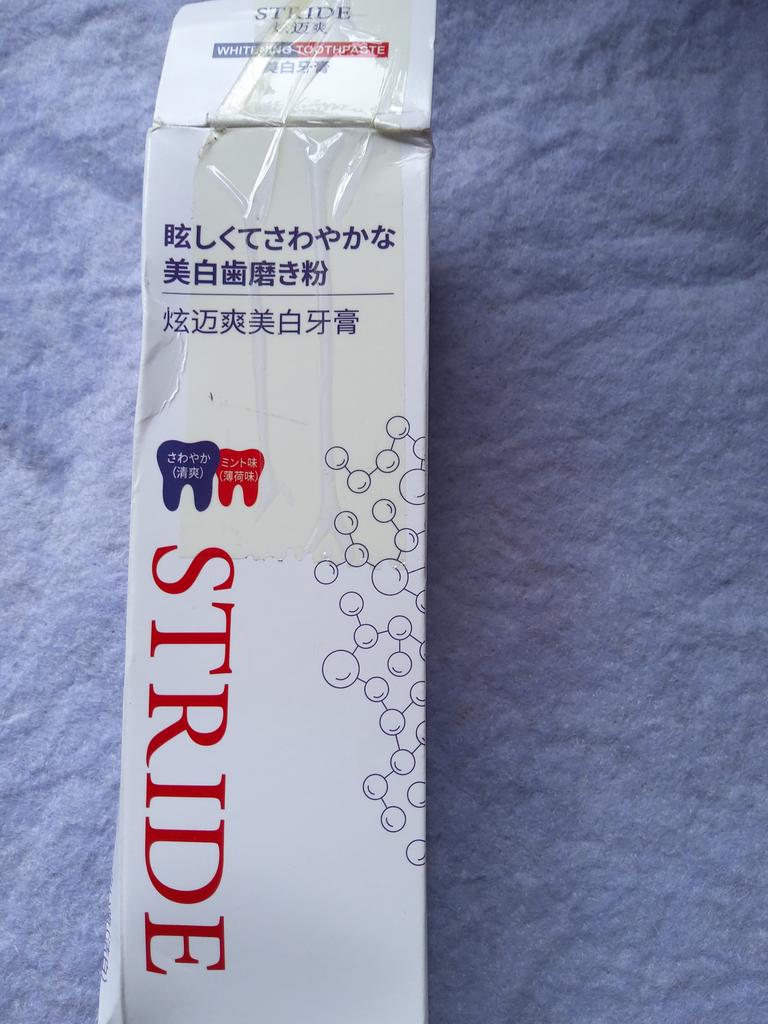 STRIDE
炫迈爽
WHITENING TOOTHPASTE
美白牙膏
眩しくてさわやかな
美白歯磨き粉
炫迈爽美白牙膏
さわやか
(清爽)
ミント味
(薄荷味)
STRIDE